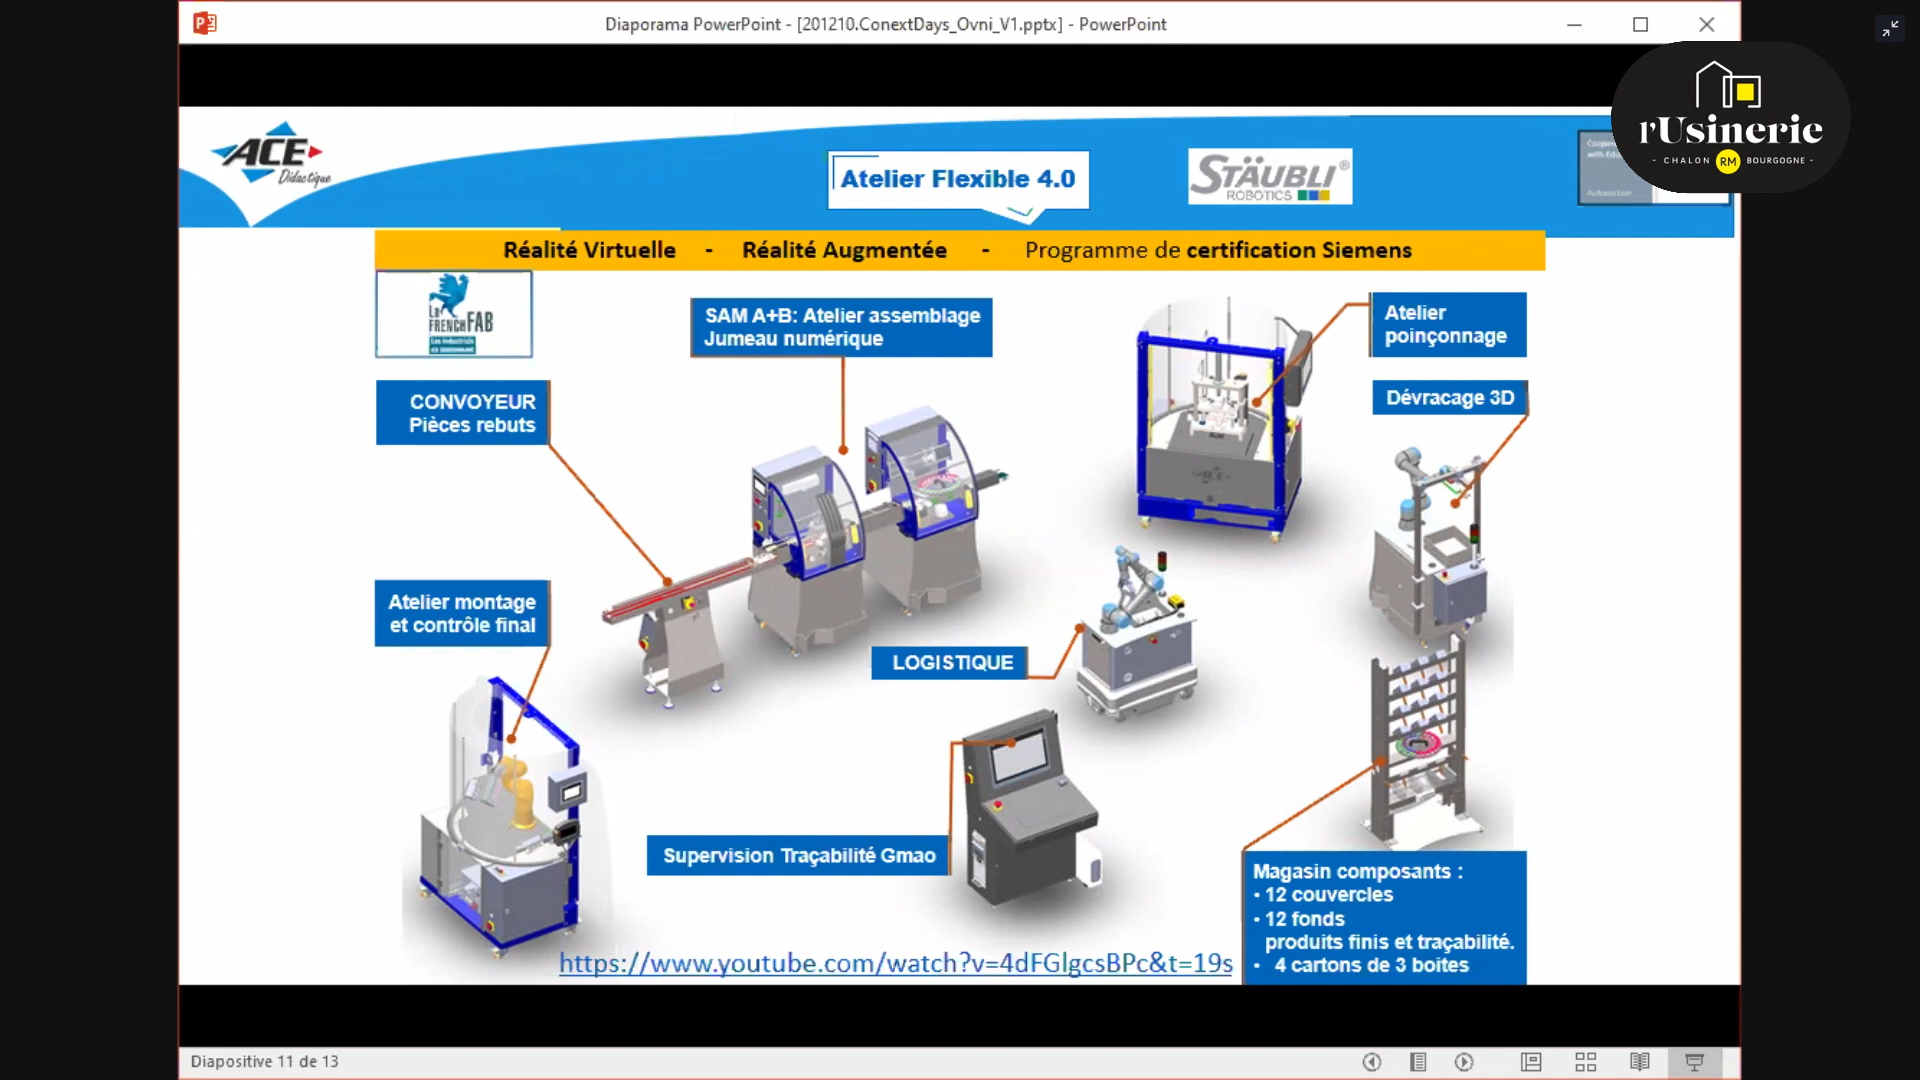 Diaporama PowerPoint - [201210.ConextDays_Ovni_V1.pptx] - PowerPoint
l'Usinerie
- CHALON RM BOURGOGNE -
ACE
Didactique
Atelier Flexible 4.0
STÄUBLI®
ROBOTICS
Automation
Réalité Virtuelle - Réalité Augmentée - Programme de certification Siemens
La
FRENCH FAB
SAM A+B: Atelier assemblage
Jumeau numérique
Atelier
poinçonnage
CONVOYEUR
Pièces rebuts
Dévracage 3D
Atelier montage
et contrôle final
LOGISTIQUE
Supervision Traçabilité Gmao
Magasin composants :
• 12 couvercles
• 12 fonds
produits finis et traçabilité.
• 4 cartons de 3 boites
https://www.youtube.com/watch?v=4dFGlgcsBPc&t=19s
Diapositive 11 de 13